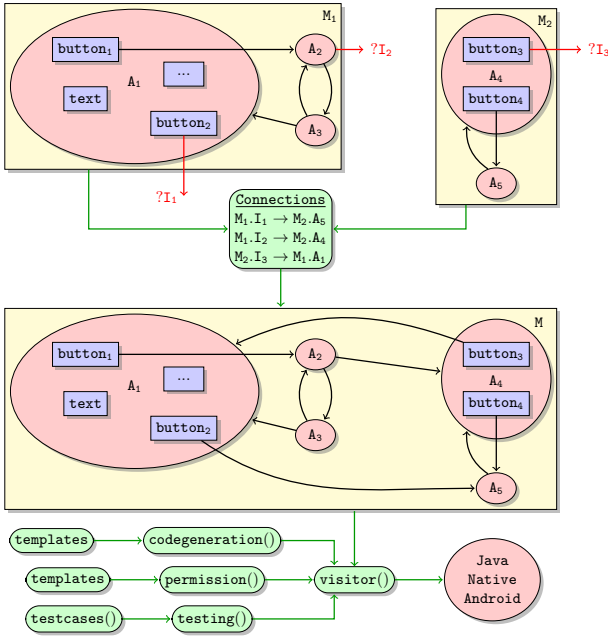 M₁
M₂
button₁
A₂
?I₂
button₃
?I₃
...
A₁
A₄
text
button₂
button₄
A₃
A₅
?I₁
Connections
M₁.I₁ → M₂.A₅
M₁.I₂ → M₂.A₄
M₂.I₃ → M₁.A₁
M
button₁
A₂
button₃
...
A₁
A₄
text
button₂
button₄
A₃
A₅
templates
codegeneration()
templates
permission()
visitor()
testcases()
testing()
Java
Native
Android